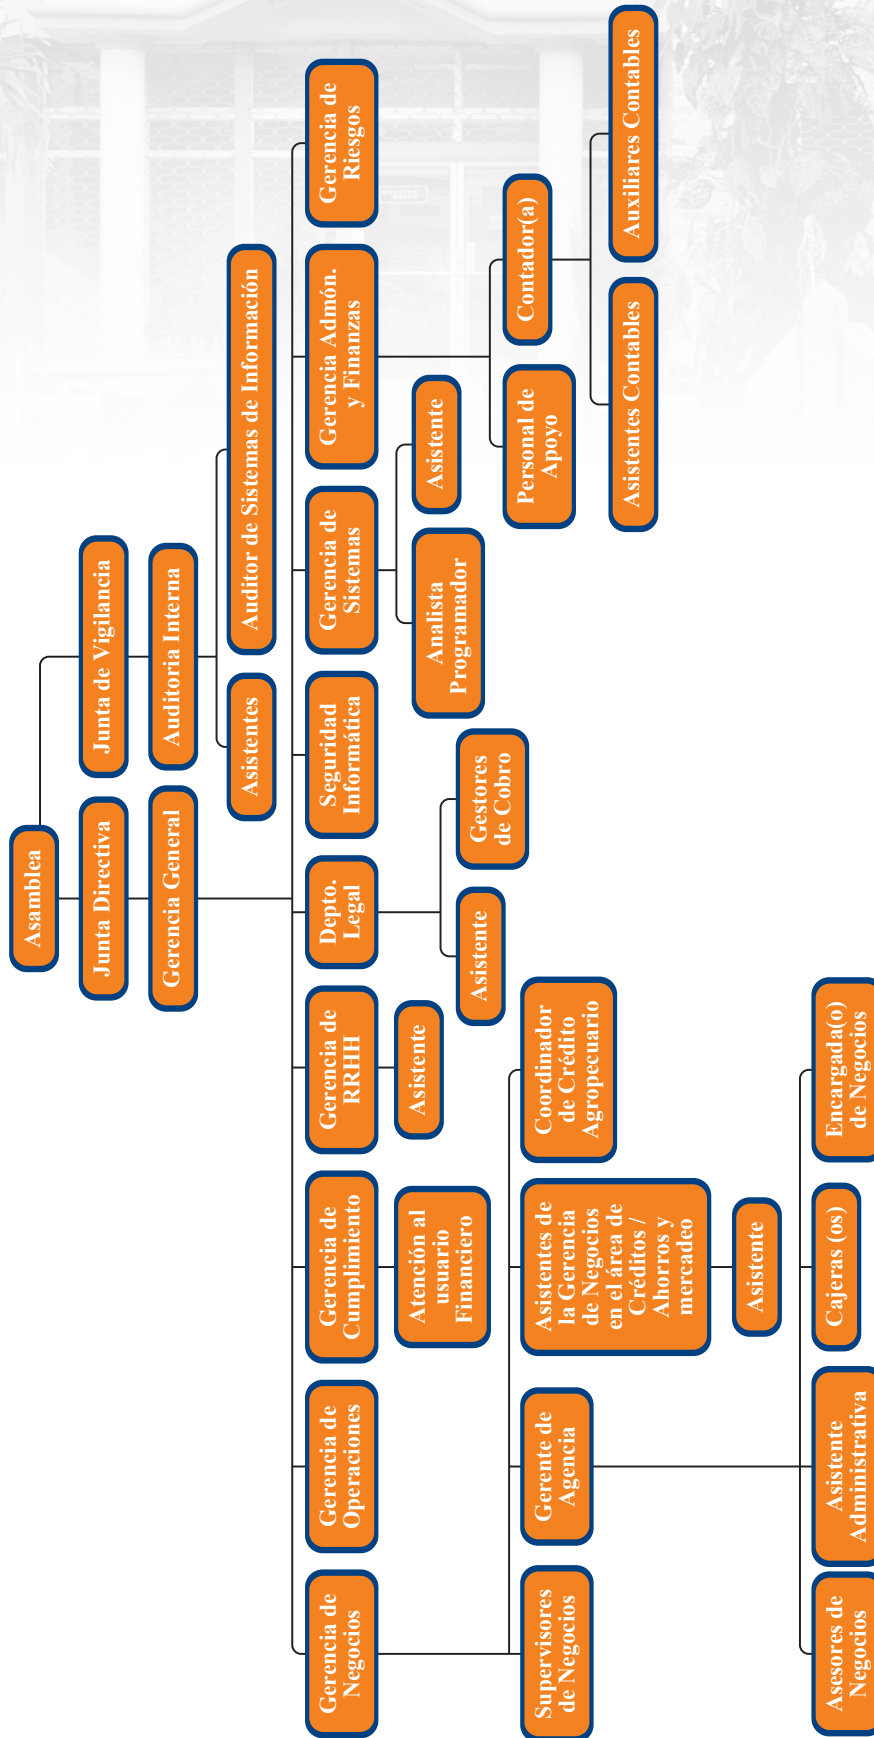 Asamblea
Junta Directiva
Junta de Vigilancia
Gerencia General
Auditoria Interna
Asistentes
Auditor de Sistemas de Información
Gerencia de
Negocios
Gerencia de
Operaciones
Gerencia de
Cumplimiento
Gerencia de
RRHH
Depto.
Legal
Seguridad
Informática
Gerencia de
Sistemas
Gerencia Admón.
y Finanzas
Gerencia de
Riesgos
Atención al
usuario
Financiero
Asistente
Asistente
Gestores
de Cobro
Analista
Programador
Asistente
Personal de
Apoyo
Contador(a)
Asistentes Contables
Auxiliares Contables
Supervisores
de Negocios
Gerente de
Agencia
Asistentes de
la Gerencia
de Negocios
en el área de
Créditos /
Ahorros y
mercadeo
Coordinador
de Crédito
Agropecuario
Asistente
Asesores de
Negocios
Asistente
Administrativa
Cajeras (os)
Encargada(o)
de Negocios